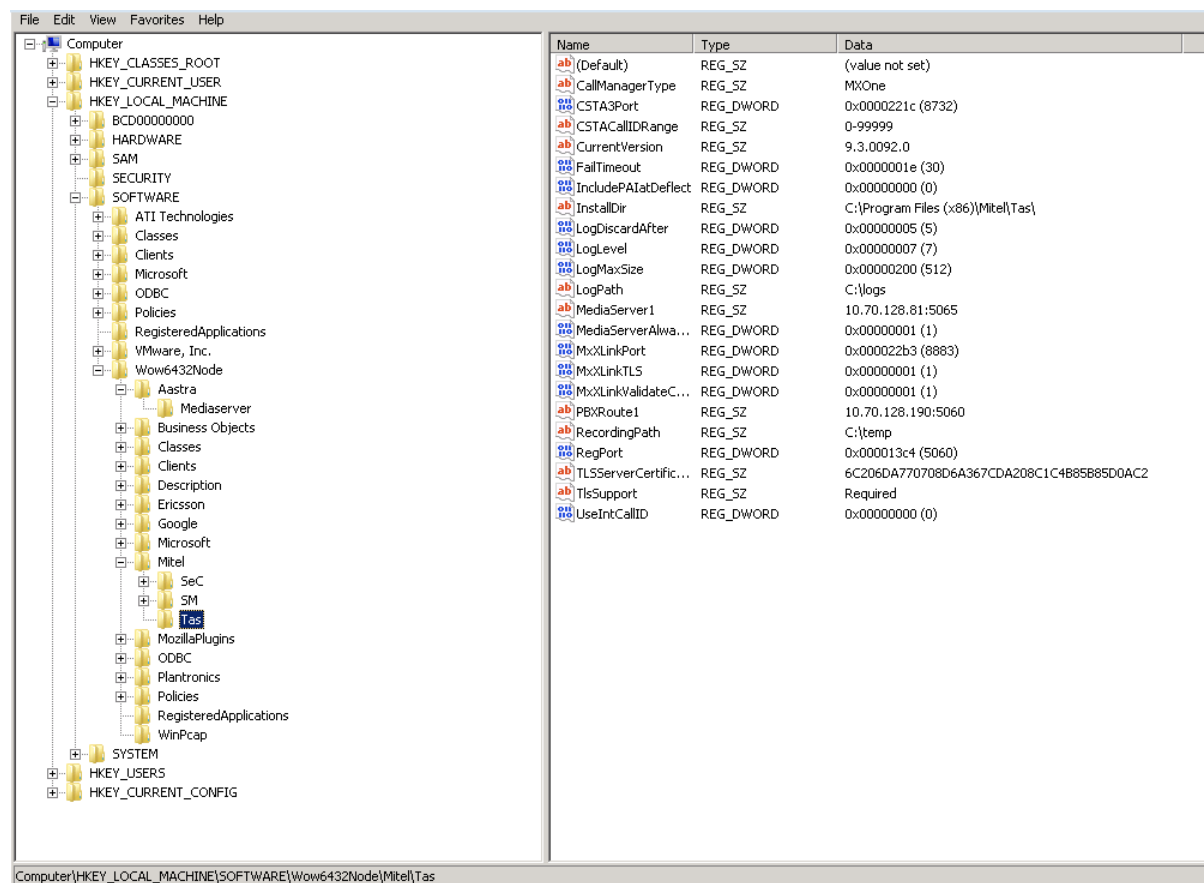 File Edit View Favorites Help
Computer
HKEY_CLASSES_ROOT
HKEY_CURRENT_USER
HKEY_LOCAL_MACHINE
BCD00000000
HARDWARE
SAM
SECURITY
SOFTWARE
ATI Technologies
Classes
Clients
Microsoft
ODBC
Policies
RegisteredApplications
VMware, Inc.
Wow6432Node
Aastra
Mediaserver
Business Objects
Classes
Clients
Description
Ericsson
Google
Microsoft
Mitel
SeC
SM
Tas
MozillaPlugins
ODBC
Plantronics
Policies
RegisteredApplications
WinPcap
SYSTEM
HKEY_USERS
HKEY_CURRENT_CONFIG
Name Type Data
(Default) REG_SZ (value not set)
CallManagerType REG_SZ MXOne
CSTA3Port REG_DWORD 0x0000221c (8732)
CSTACallIDRange REG_SZ 0-99999
CurrentVersion REG_SZ 9.3.0092.0
FailTimeout REG_DWORD 0x0000001e (30)
IncludePAIatDeflect REG_DWORD 0x00000000 (0)
InstallDir REG_SZ C:\Program Files (x86)\Mitel\Tas\
LogDiscardAfter REG_DWORD 0x00000005 (5)
LogLevel REG_DWORD 0x00000007 (7)
LogMaxSize REG_DWORD 0x00000200 (512)
LogPath REG_SZ C:\logs
MediaServer1 REG_SZ 10.70.128.81:5065
MediaServerAlwa... REG_DWORD 0x00000001 (1)
MxXLinkPort REG_DWORD 0x000022b3 (8883)
MxXLinkTLS REG_DWORD 0x00000001 (1)
MxXLinkValidateC... REG_DWORD 0x00000001 (1)
PBXRoute1 REG_SZ 10.70.128.190:5060
RecordingPath REG_SZ C:\temp
RegPort REG_DWORD 0x000013c4 (5060)
TLSServerCertific... REG_SZ 6C206DA770708D6A367CDA208C1C4B85B85D0AC2
TlsSupport REG_SZ Required
UseIntCallID REG_DWORD 0x00000000 (0)
Computer\HKEY_LOCAL_MACHINE\SOFTWARE\Wow6432Node\Mitel\Tas